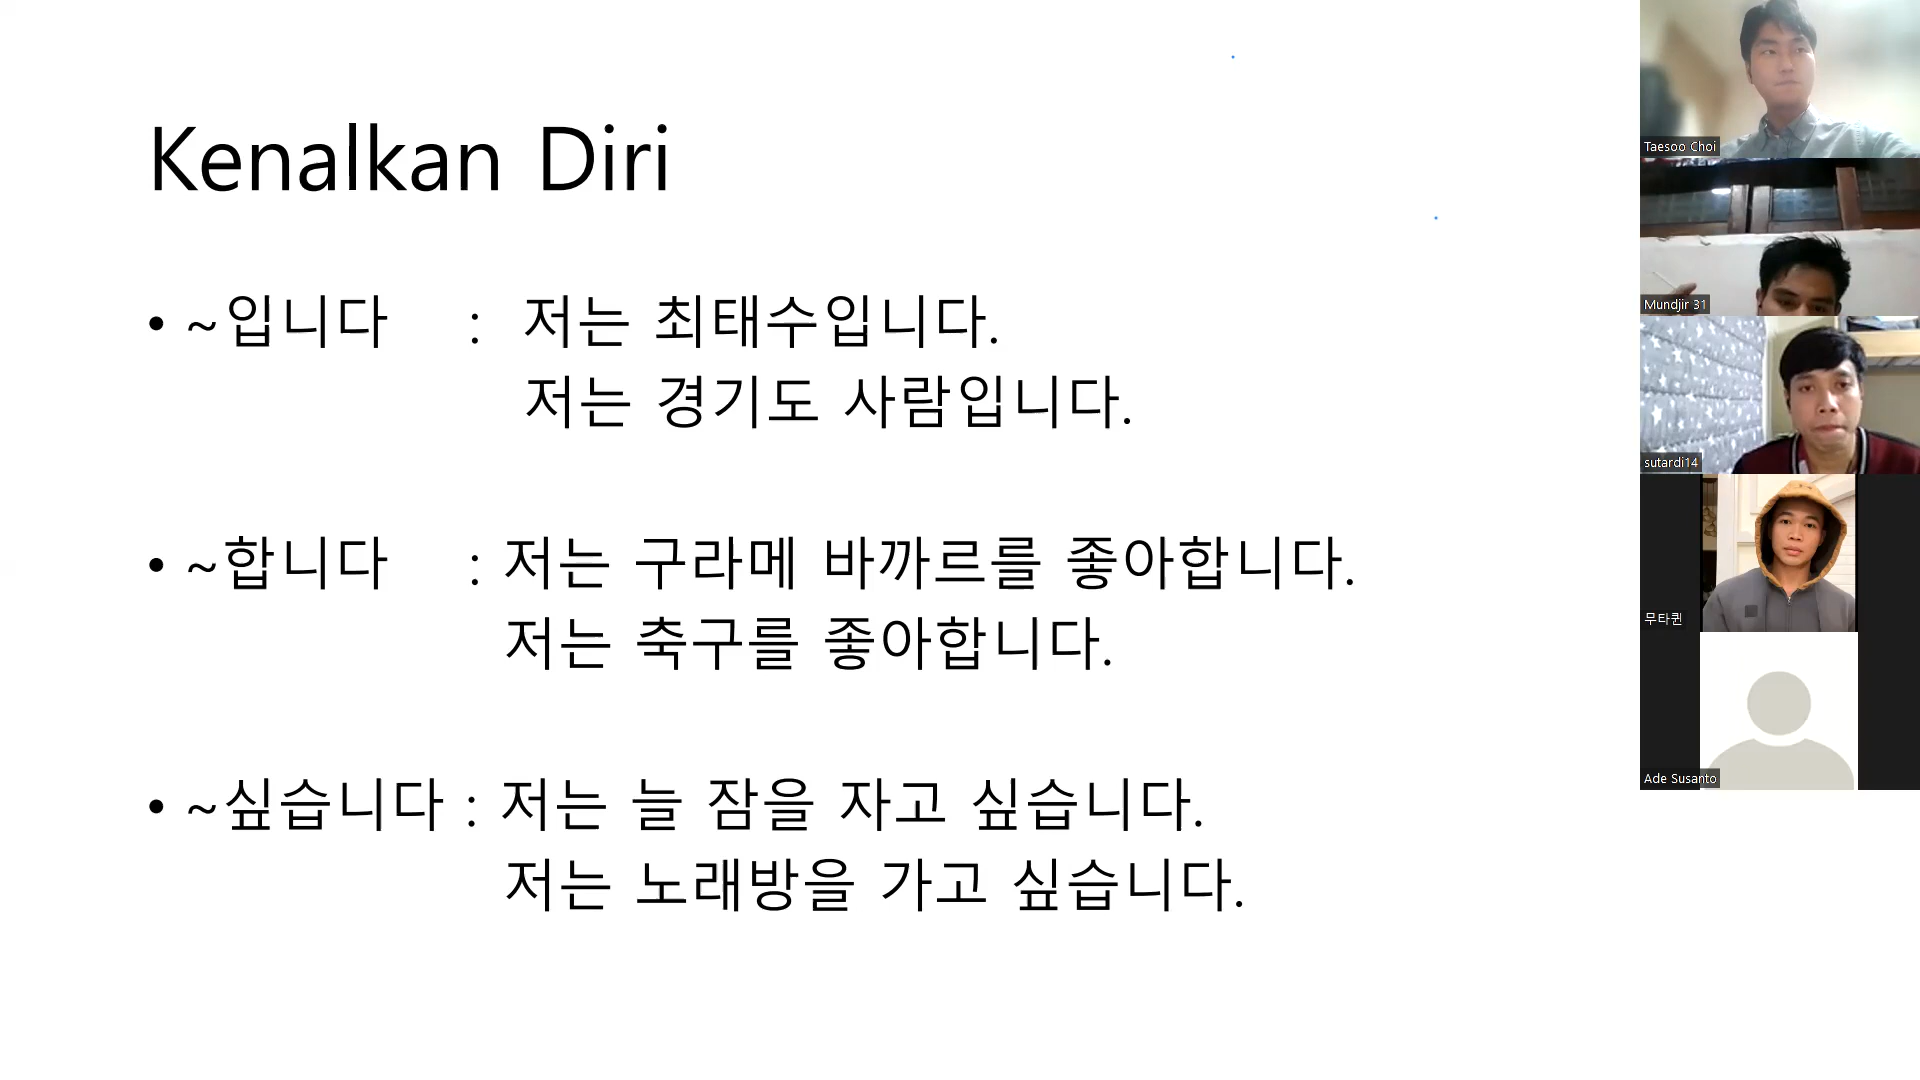 Kenalkan Diri
• ~입니다 : 저는 최태수입니다.
저는 경기도 사람입니다.
• ~합니다 : 저는 구라메 바까르를 좋아합니다.
저는 축구를 좋아합니다.
• ~싶습니다 : 저는 늘 잠을 자고 싶습니다.
저는 노래방을 가고 싶습니다.
Taesoo Choi
Mundjir 31
sutardi14
무타퀸
Ade Susanto